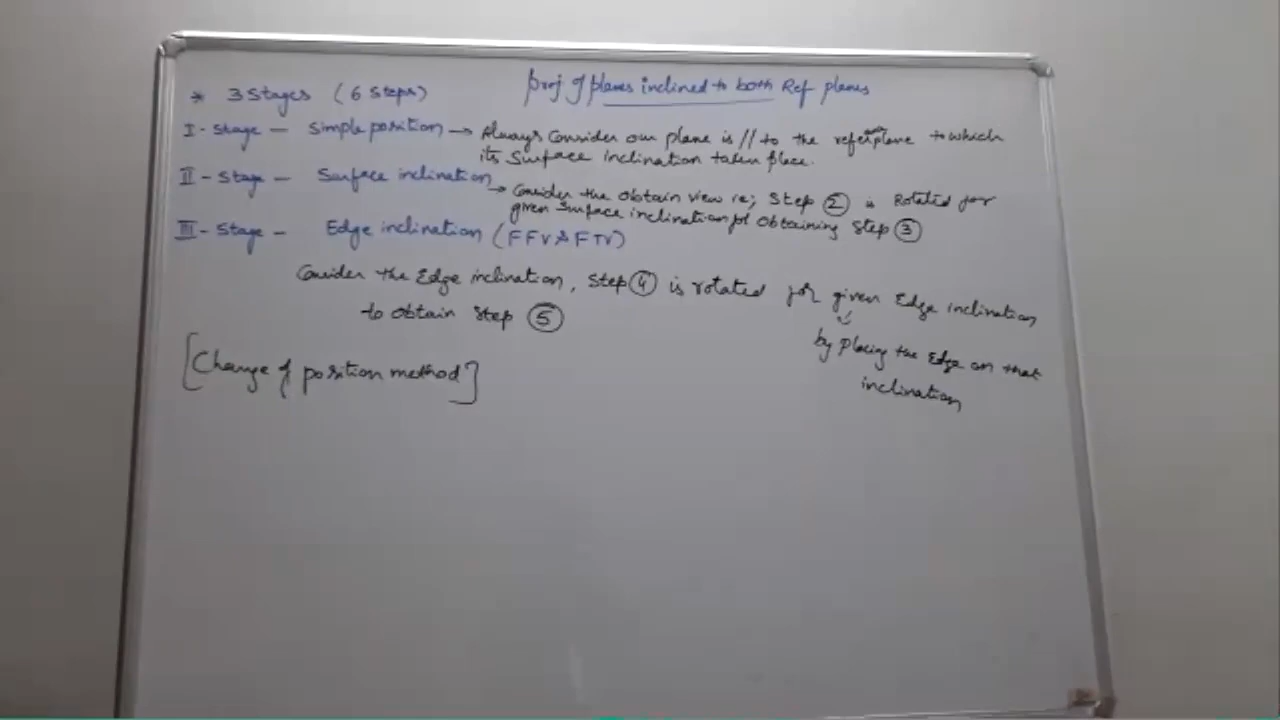 Proj of planes inclined to both Ref planes
* 3 Stages (6 Steps)
I - Stage - Simple position → Always Consider our plane is // to the reference plane to which
its Surface inclination taken place.
II - Stage - Surface inclination → Consider the obtain view ie; Step ② is Rotated for
given Surface inclination for Obtaining Step ③
III - Stage - Edge inclination (FFV & FTV)
Consider the Edge inclination, Step ④ is rotated for given Edge inclination
to obtain Step ⑤
by placing the Edge on that
inclination
[Change of position method]